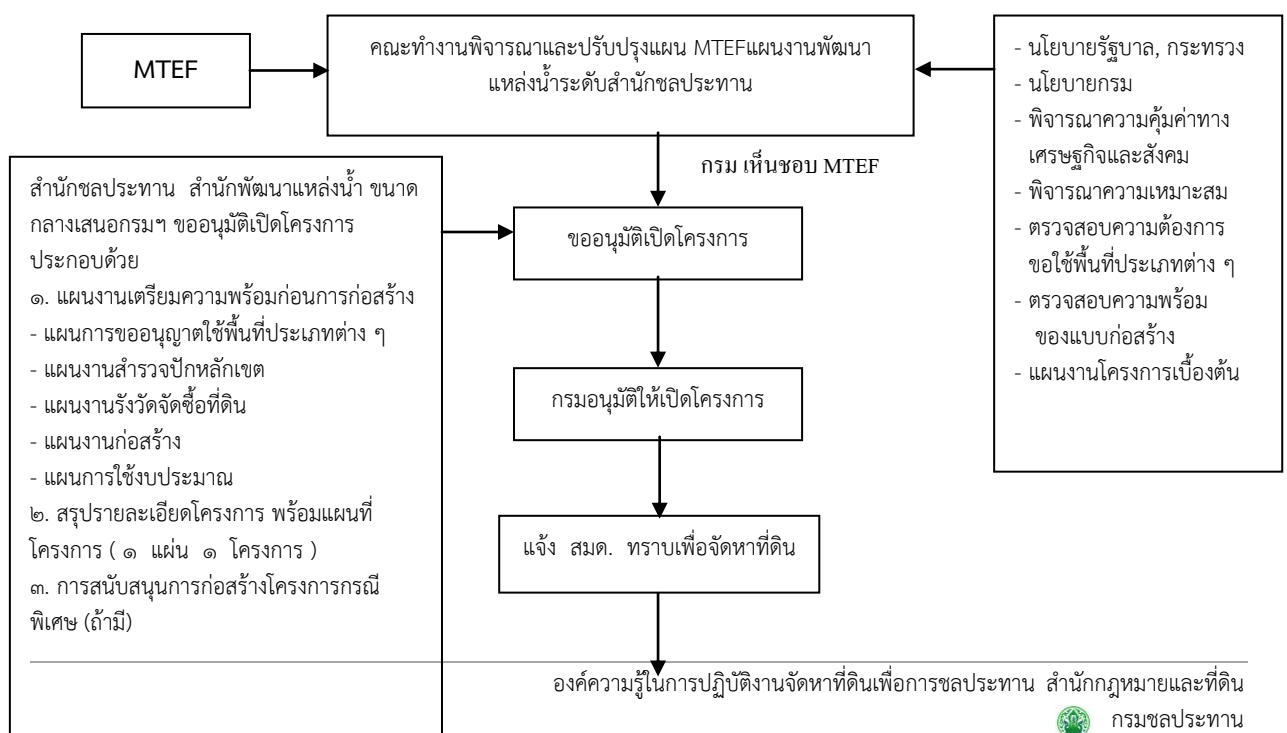 MTEF
คณะทำงานพิจารณาและปรับปรุงแผน MTEFแผนงานพัฒนา
แหล่งน้ำระดับสำนักชลประทาน
- นโยบายรัฐบาล, กระทรวง
- นโยบายกรม
- พิจารณาความคุ้มค่าทาง
เศรษฐกิจและสังคม
- พิจารณาความเหมาะสม
- ตรวจสอบความต้องการ
ขอใช้พื้นที่ประเภทต่าง ๆ
- ตรวจสอบความพร้อม
ของแบบก่อสร้าง
- แผนงานโครงการเบื้องต้น
กรม เห็นชอบ MTEF
สำนักชลประทาน สำนักพัฒนาแหล่งน้ำ ขนาด
กลางเสนอกรมฯ ขออนุมัติเปิดโครงการ
ประกอบด้วย
๑. แผนงานเตรียมความพร้อมก่อนการก่อสร้าง
- แผนการขออนุญาตใช้พื้นที่ประเภทต่าง ๆ
- แผนงานสำรวจปักหลักเขต
- แผนงานรังวัดจัดซื้อที่ดิน
- แผนงานก่อสร้าง
- แผนการใช้งบประมาณ
๒. สรุปรายละเอียดโครงการ พร้อมแผนที่
โครงการ ( ๑ แผ่น ๑ โครงการ )
๓. การสนับสนุนการก่อสร้างโครงการกรณี
พิเศษ (ถ้ามี)
ขออนุมัติเปิดโครงการ
กรมอนุมัติให้เปิดโครงการ
แจ้ง สมด. ทราบเพื่อจัดหาที่ดิน
องค์ความรู้ในการปฏิบัติงานจัดหาที่ดินเพื่อการชลประทาน สำนักกฎหมายและที่ดิน
กรมชลประทาน